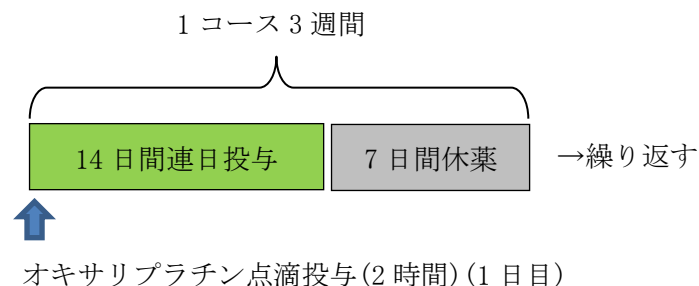 1 コース 3 週間
14 日間連日投与
7 日間休薬
→繰り返す
オキサリプラチン点滴投与(2 時間)(1 日目)